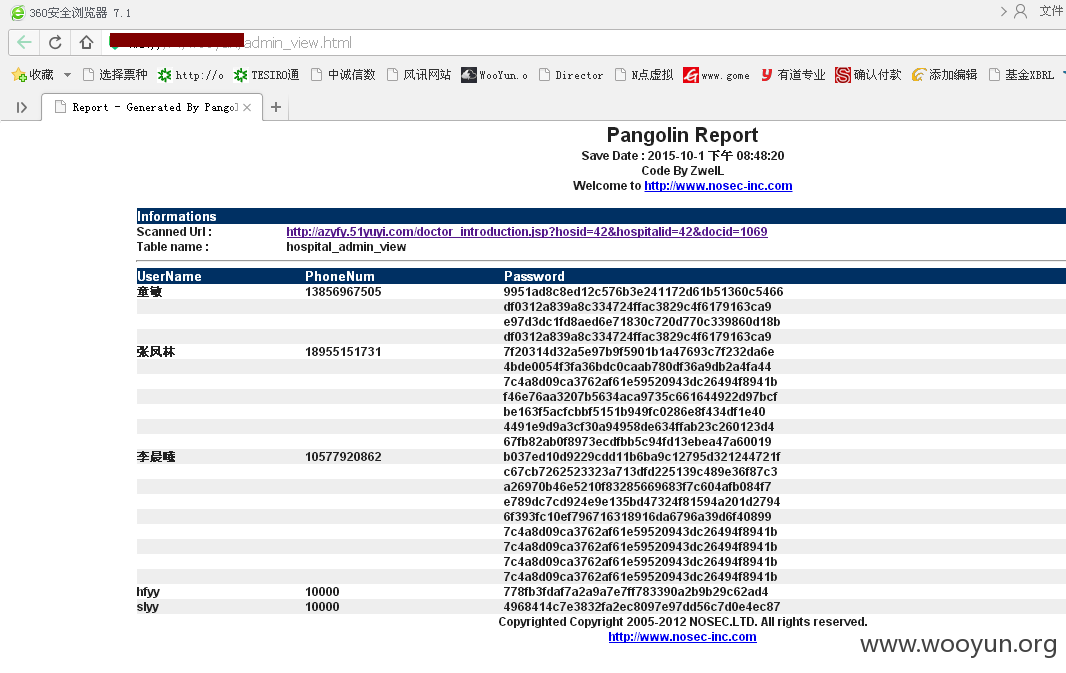 360安全浏览器 7.1
文件
admin_view.html
收藏 选择票种 http://o TESIRO通 中诚信数 风讯网站 WooYun.o Director N点虚拟 www.gome 有道专业 确认付款 添加编辑 基金XBRL
Report - Generated By Pango
Pangolin Report
Save Date : 2015-10-1 下午 08:48:20
Code By ZwelL
Welcome to http://www.nosec-inc.com
Informations
Scanned Url : http://azyfy.51yuyi.com/doctor_introduction.jsp?hosid=42&hospitalid=42&docid=1069
Table name : hospital_admin_view
UserName PhoneNum Password
童敏 13856967505 9951ad8c8ed12c576b3e241172d61b51360c5466
df0312a839a8c334724ffac3829c4f6179163ca9
e97d3dc1fd8aed6e71830c720d770c339860d18b
df0312a839a8c334724ffac3829c4f6179163ca9
张凤林 18955151731 7f20314d32a5e97b9f5901b1a47693c7f232da6e
4bde0054f3fa36bdc0caab780df36a9db2a4fa44
7c4a8d09ca3762af61e59520943dc26494f8941b
f46e76aa3207b5634aca9735c661644922d97bcf
be163f5acfcbbf5151b949fc0286e8f434df1e40
4491e9d9a3cf30a94958de634ffab23c260123d4
67fb82ab0f8973ecdfbb5c94fd13ebea47a60019
10577920862 b037ed10d9229cdd11b6ba9c12795d321244721f
c67cb7262523323a713dfd225139c489e36f87c3
a26970b46e5210f83285669683f7c604afb084f7
e789dc7cd924e9e135bd47324f81594a201d2794
6f393fc10ef796716318916da6796a39d6f40899
7c4a8d09ca3762af61e59520943dc26494f8941b
7c4a8d09ca3762af61e59520943dc26494f8941b
7c4a8d09ca3762af61e59520943dc26494f8941b
7c4a8d09ca3762af61e59520943dc26494f8941b
hfyy 10000 778fb3fdaf7a2a9a7e7ff783390a2b9b29c62ad4
slyy 10000 4968414c7e3832fa2ec8097e97dd56c7d0e4ec87
Copyrighted Copyright 2005-2012 NOSEC.LTD. All rights reserved.
http://www.nosec-inc.com
www.wooyun.org